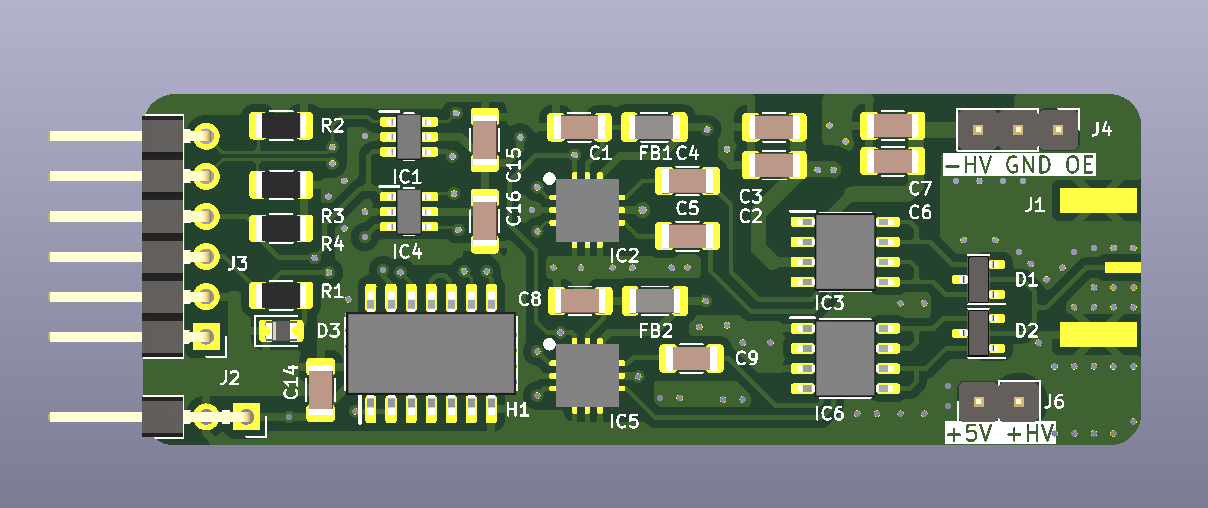 R2
IC1
C15
C1
FB1
C4
J4
-HV GND OE
C7
C3
C5
J1
R3
C16
C2
C6
R4
IC4
IC2
J3
D1
R1
C8
IC3
D3
FB2
D2
C9
J2
C14
H1
J6
IC5
IC6
+5V +HV